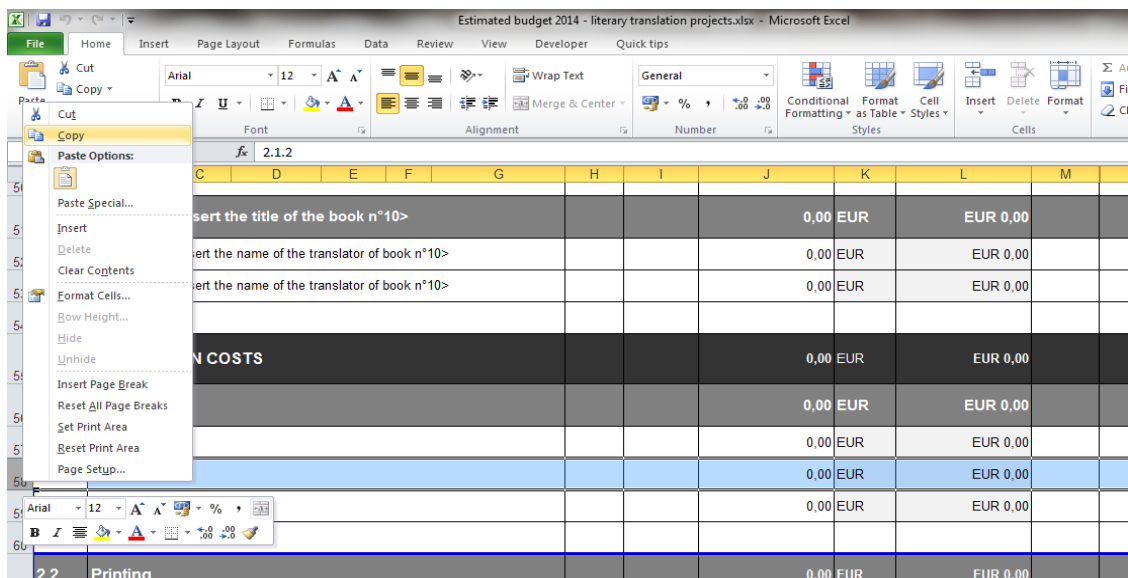 Estimated budget 2014 - literary translation projects.xlsx - Microsoft Excel
File Home Insert Page Layout Formulas Data Review View Developer Quick tips
Cut
Copy
Arial 12 A A Wrap Text General
I U A Merge & Center % , Conditional Formatting Format as Table Cell Styles Insert Delete Format
Font Alignment Number Styles Cells
fx 2.1.2
C D E F G H I J K L M
sert the title of the book n°10> 0,00 EUR EUR 0,00
ert the name of the translator of book n°10> 0,00 EUR EUR 0,00
ert the name of the translator of book n°10> 0,00 EUR EUR 0,00
N COSTS 0,00 EUR EUR 0,00
0,00 EUR EUR 0,00
0,00 EUR EUR 0,00
0,00 EUR EUR 0,00
0,00 EUR EUR 0,00
2.2 Printing 0,00 EUR EUR 0,00
Cut
Copy
Paste Options:
Paste Special...
Insert
Delete
Clear Contents
Format Cells...
Row Height...
Hide
Unhide
Insert Page Break
Reset All Page Breaks
Set Print Area
Reset Print Area
Page Setup...
Arial 12 A A % ,
B I A